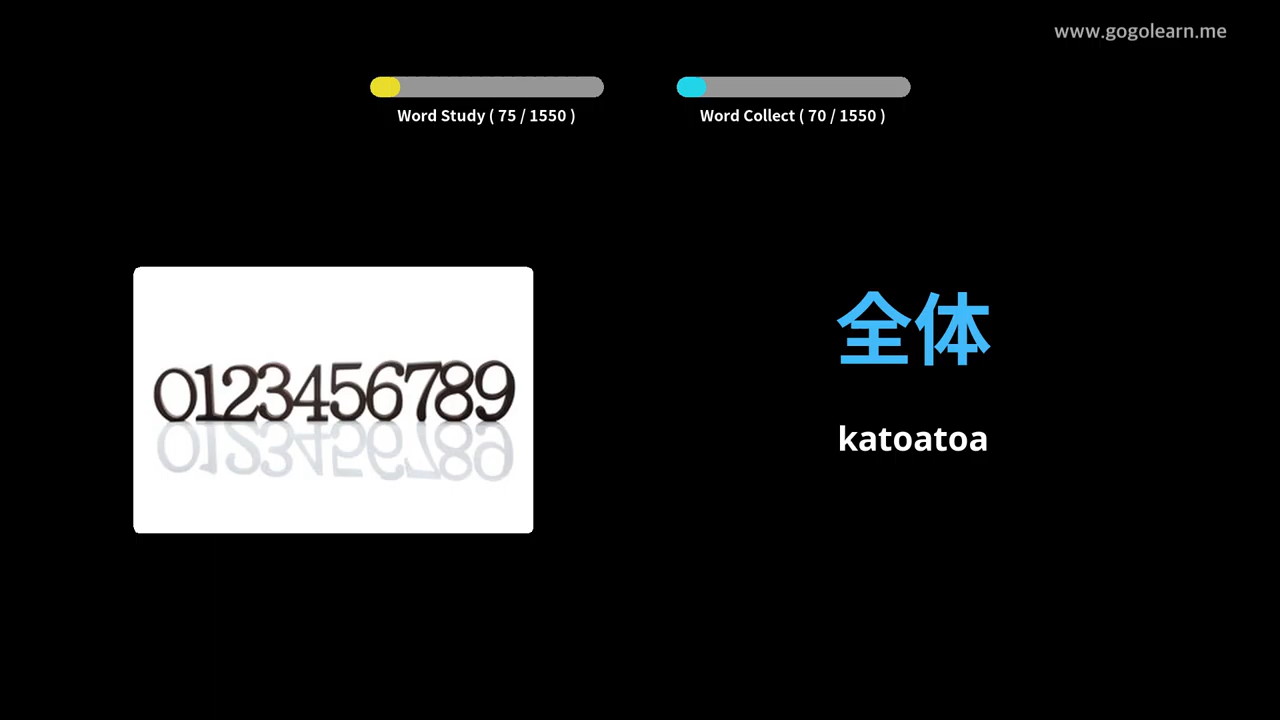 www.gogolearn.me
Word Study ( 75 / 1550 )
Word Collect ( 70 / 1550 )
0123456789
全体
katoatoa